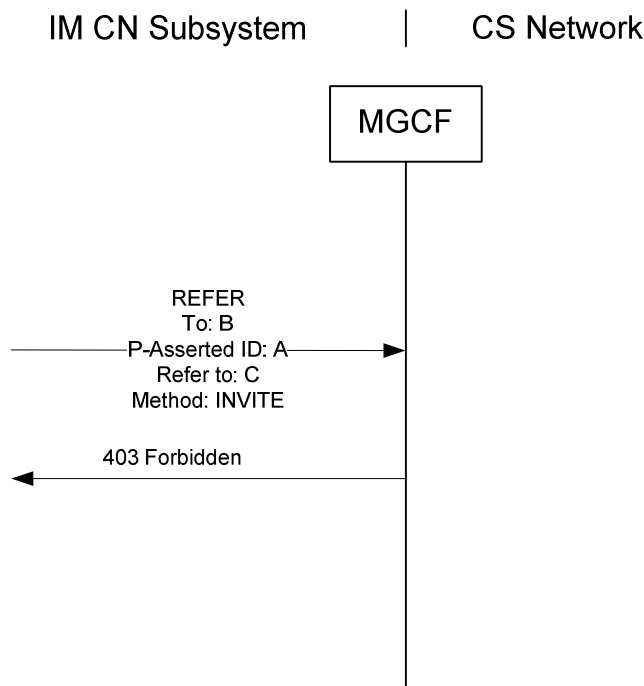 IM CN Subsystem | CS Network
MGCF
REFER
To: B
P-Asserted ID: A
Refer to: C
Method: INVITE
403 Forbidden